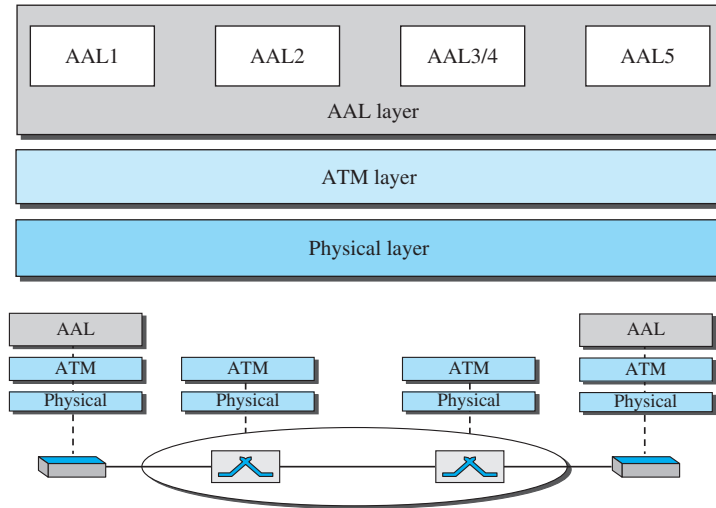 AAL1 AAL2 AAL3/4 AAL5
AAL layer
ATM layer
Physical layer
AAL AAL
ATM ATM ATM ATM
Physical Physical Physical Physical